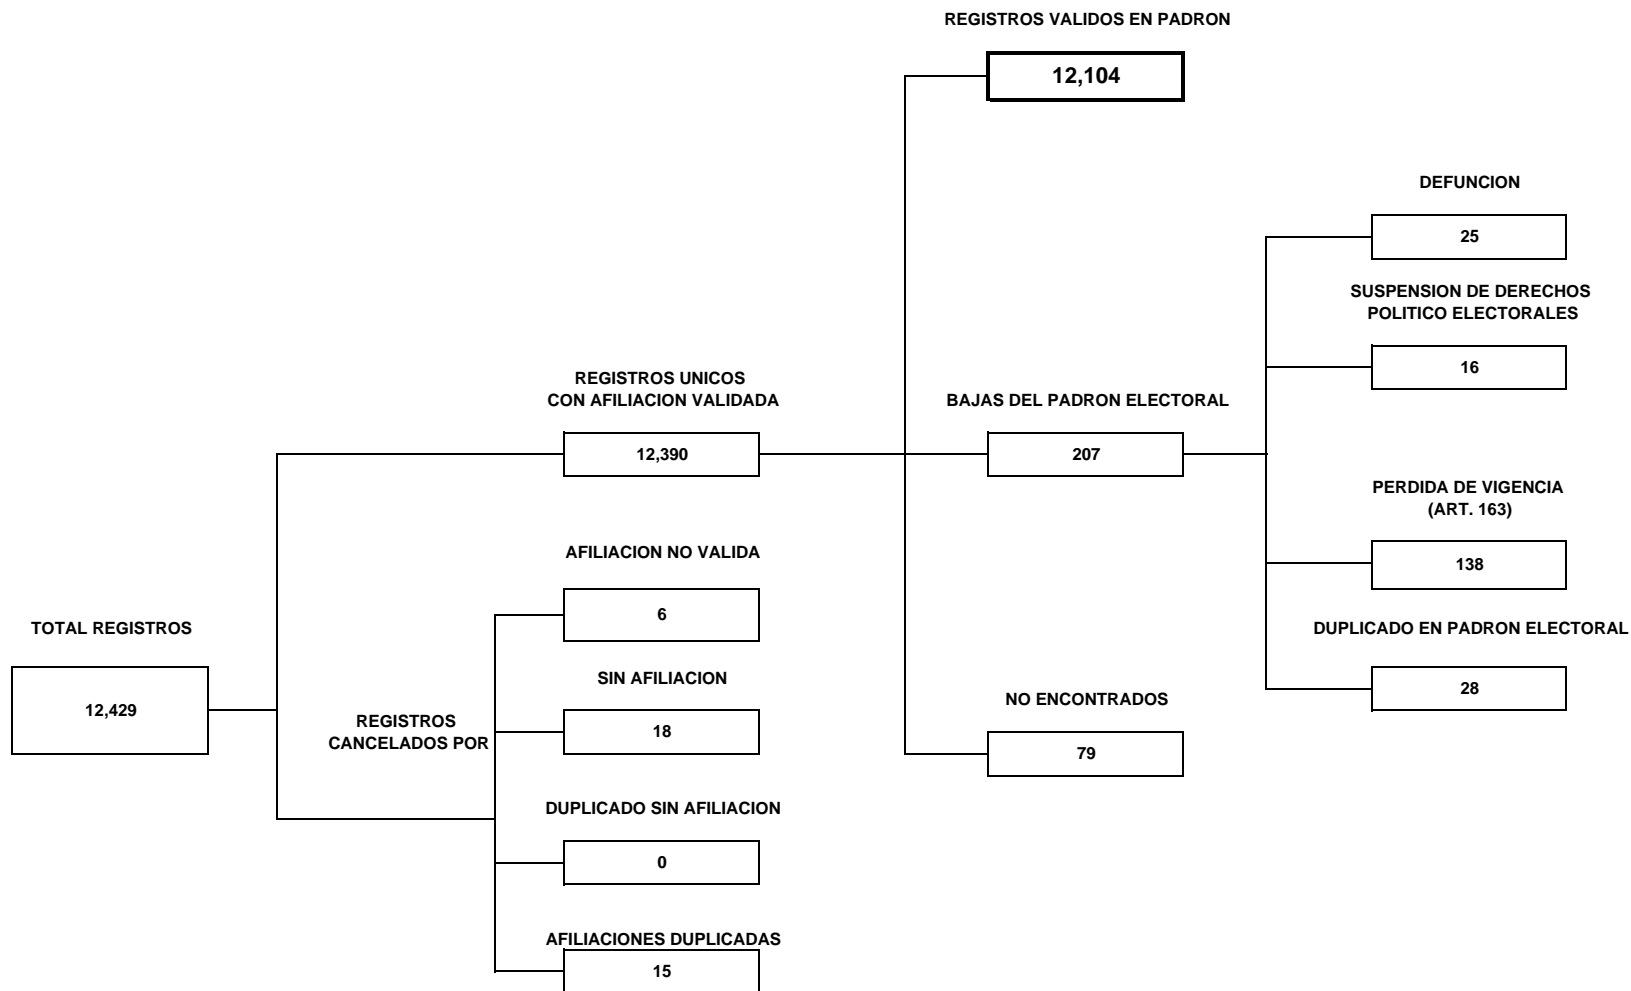 REGISTROS VALIDOS EN PADRON
12,104
DEFUNCION
25
SUSPENSION DE DERECHOS
POLITICO ELECTORALES
16
REGISTROS UNICOS
CON AFILIACION VALIDADA
12,390
BAJAS DEL PADRON ELECTORAL
207
PERDIDA DE VIGENCIA
(ART. 163)
138
AFILIACION NO VALIDA
6
TOTAL REGISTROS
12,429
DUPLICADO EN PADRON ELECTORAL
28
SIN AFILIACION
18
NO ENCONTRADOS
79
REGISTROS
CANCELADOS POR
DUPLICADO SIN AFILIACION
0
AFILIACIONES DUPLICADAS
15